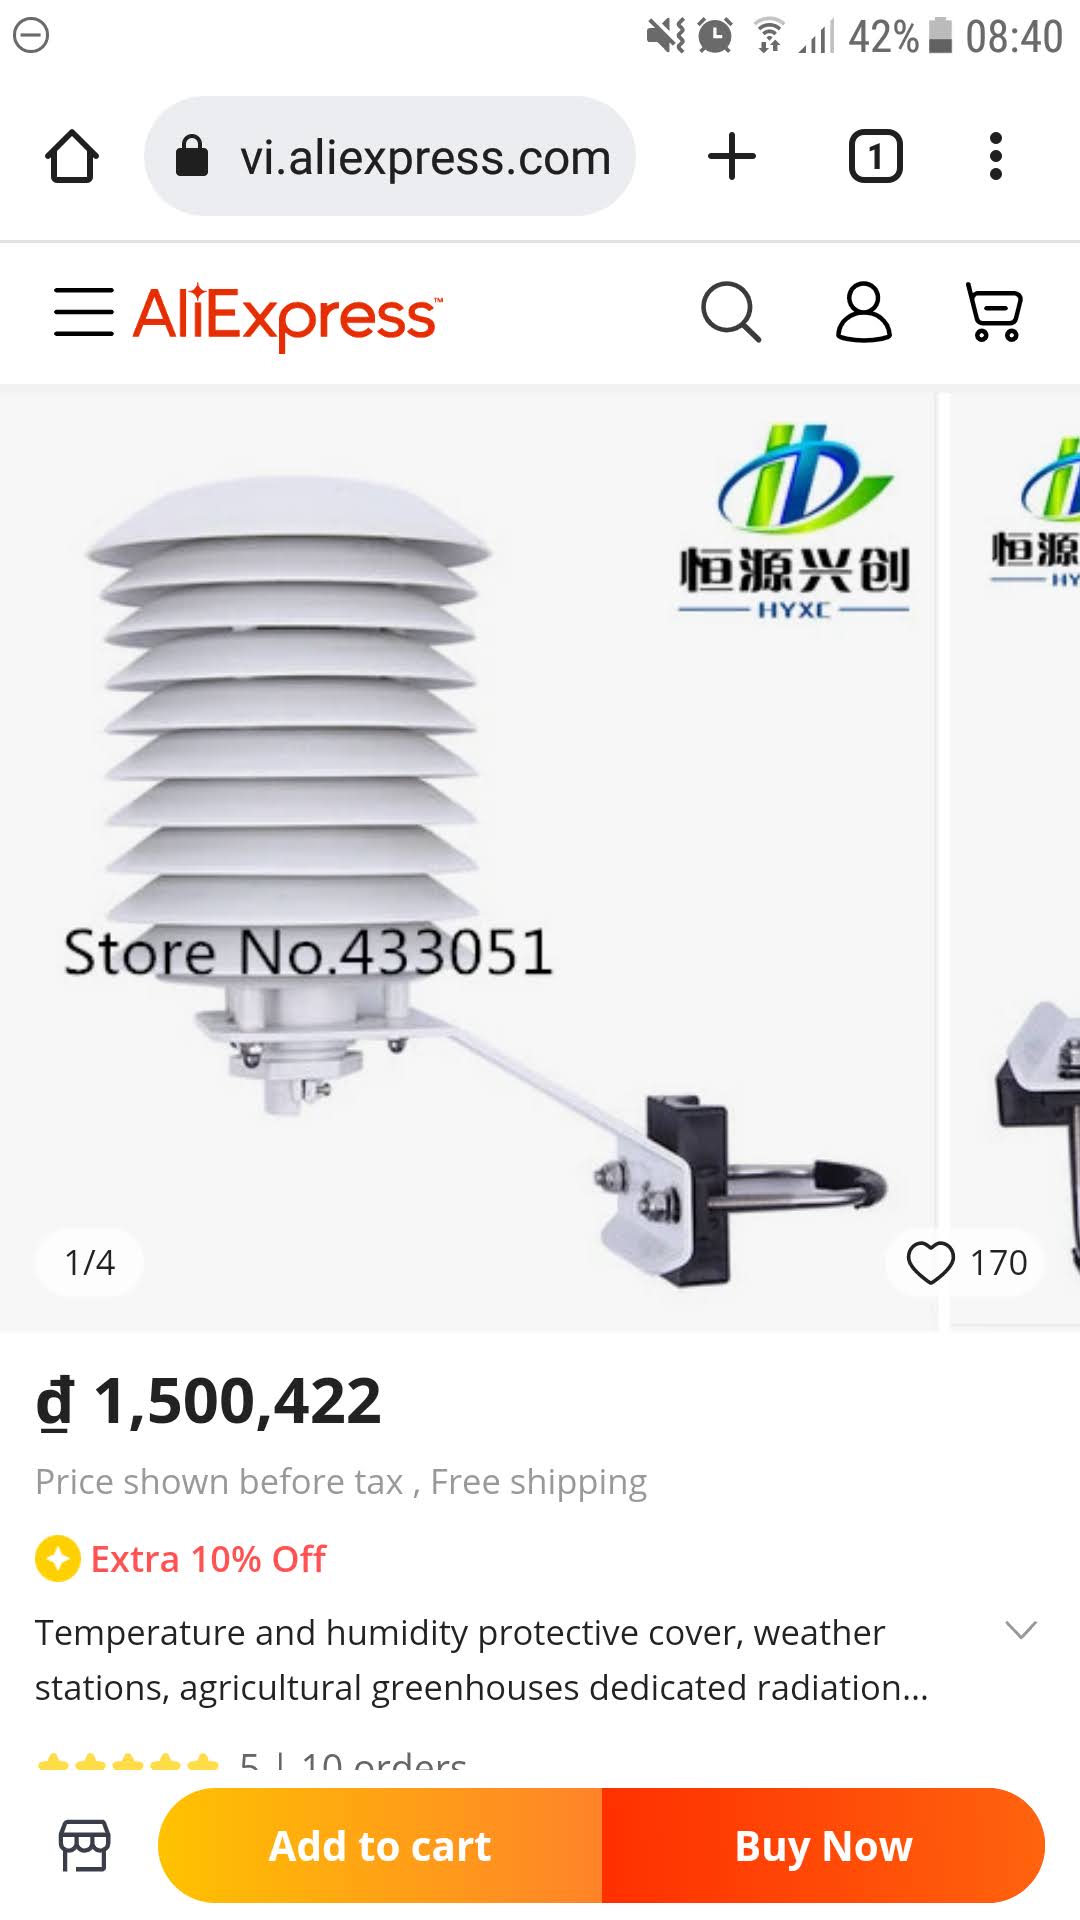 42% 08:40
vi.aliexpress.com
1
AliExpress™
恒源兴创
HYXC
恒源
HY
Store No.433051
1/4
170
₫ 1,500,422
Price shown before tax , Free shipping
Extra 10% Off
Temperature and humidity protective cover, weather
stations, agricultural greenhouses dedicated radiation...
5 | 10 orders
Add to cart
Buy Now